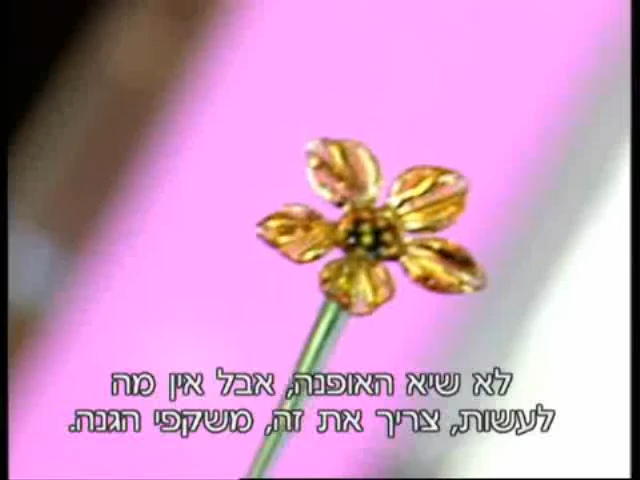 לא שיא האופנה, אבל אין מה
לעשות, צריך את זה, משקפי הגנה.